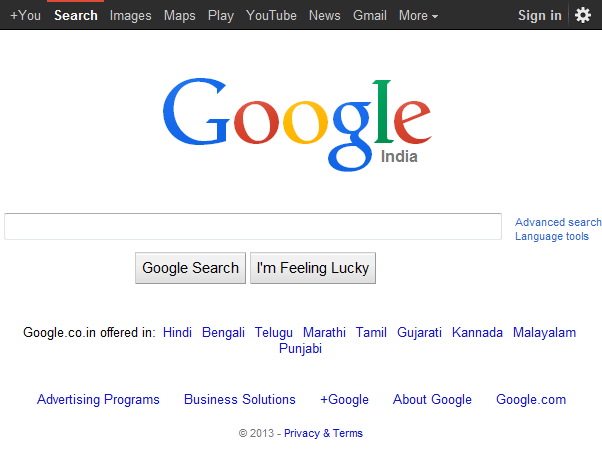 +You Search Images Maps Play YouTube News Gmail More Sign in
Google
India
Advanced search
Language tools
Google Search I'm Feeling Lucky
Google.co.in offered in: Hindi Bengali Telugu Marathi Tamil Gujarati Kannada Malayalam
Punjabi
Advertising Programs Business Solutions +Google About Google Google.com
© 2013 - Privacy & Terms